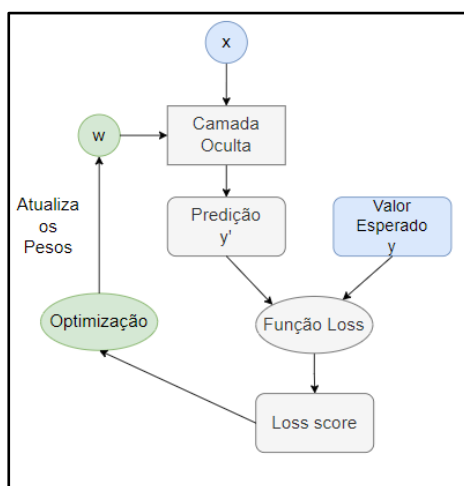 x
w
Camada
Oculta
Atualiza
os
Pesos
Predição
y'
Valor
Esperado
y
Optimização
Função Loss
Loss score